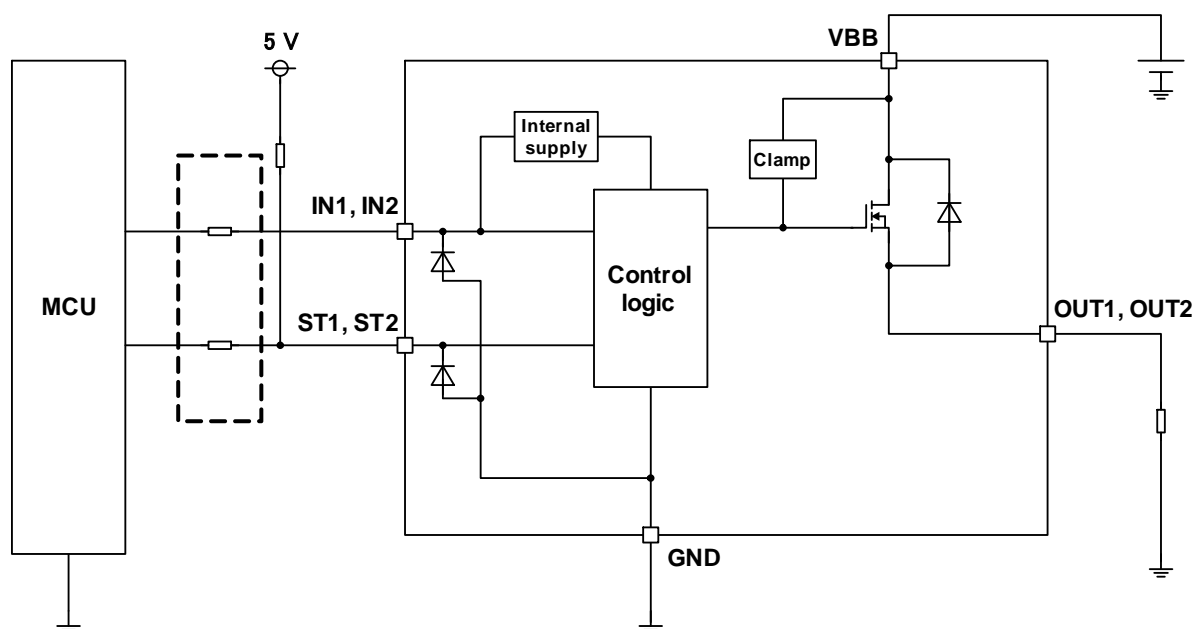 5 V
VBB
Internal
supply
Clamp
IN1, IN2
Control
logic
MCU
ST1, ST2
OUT1, OUT2
GND